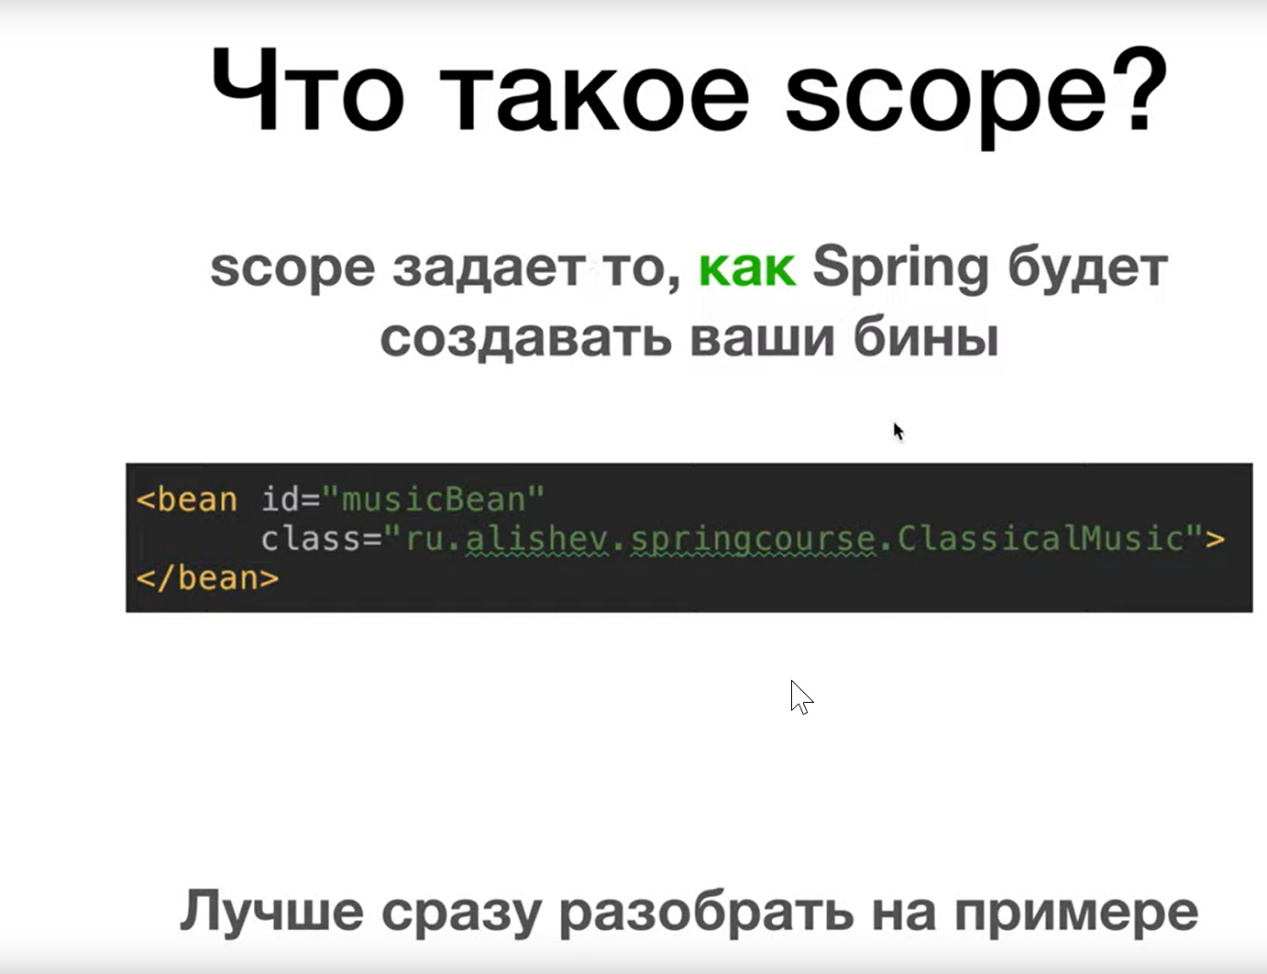 Что такое scope?
scope задает то, как Spring будет
создавать ваши бины
<bean id="musicBean"
class="ru.alishev.springcourse.ClassicalMusic">
</bean>
Лучше сразу разобрать на примере